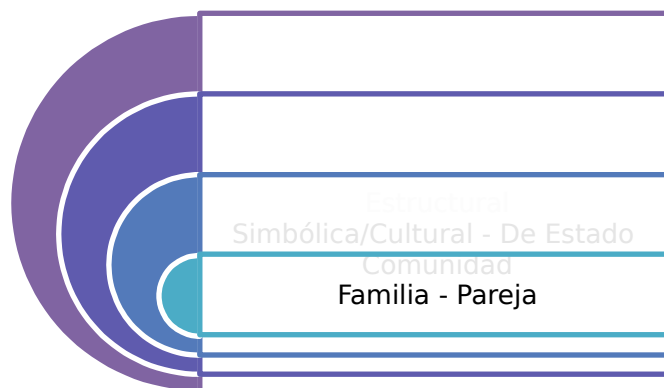 Estructural
Simbólica/Cultural - De Estado
Comunidad
Familia - Pareja